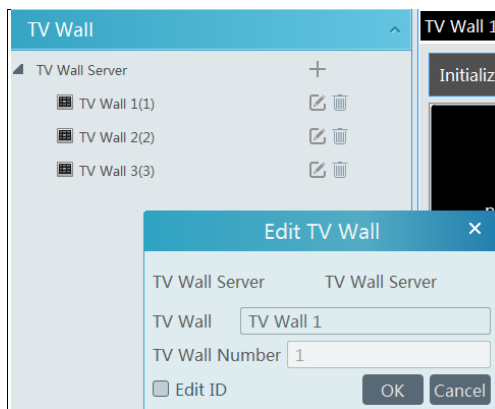 TV Wall
TV Wall 1
TV Wall Server
Initializ
TV Wall 1(1)
TV Wall 2(2)
TV Wall 3(3)
Edit TV Wall
TV Wall Server TV Wall Server
TV Wall TV Wall 1
TV Wall Number 1
Edit ID OK Cancel